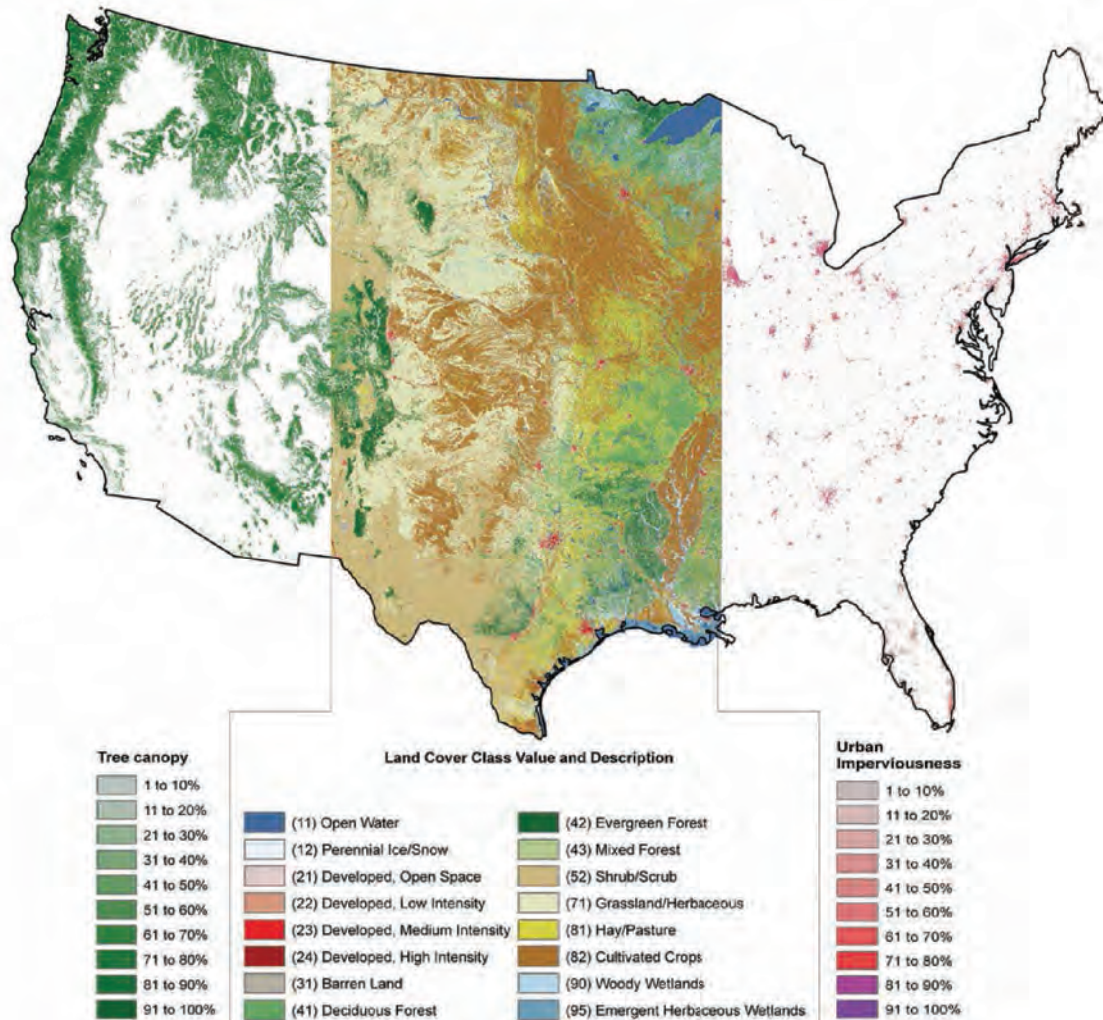 Tree canopy
1 to 10%
11 to 20%
21 to 30%
31 to 40%
41 to 50%
51 to 60%
61 to 70%
71 to 80%
81 to 90%
91 to 100%
Land Cover Class Value and Description
(11) Open Water
(12) Perennial Ice/Snow
(21) Developed, Open Space
(22) Developed, Low Intensity
(23) Developed, Medium Intensity
(24) Developed, High Intensity
(31) Barren Land
(41) Deciduous Forest
(42) Evergreen Forest
(43) Mixed Forest
(52) Shrub/Scrub
(71) Grassland/Herbaceous
(81) Hay/Pasture
(82) Cultivated Crops
(90) Woody Wetlands
(95) Emergent Herbaceous Wetlands
Urban
Imperviousness
1 to 10%
11 to 20%
21 to 30%
31 to 40%
41 to 50%
51 to 60%
61 to 70%
71 to 80%
81 to 90%
91 to 100%